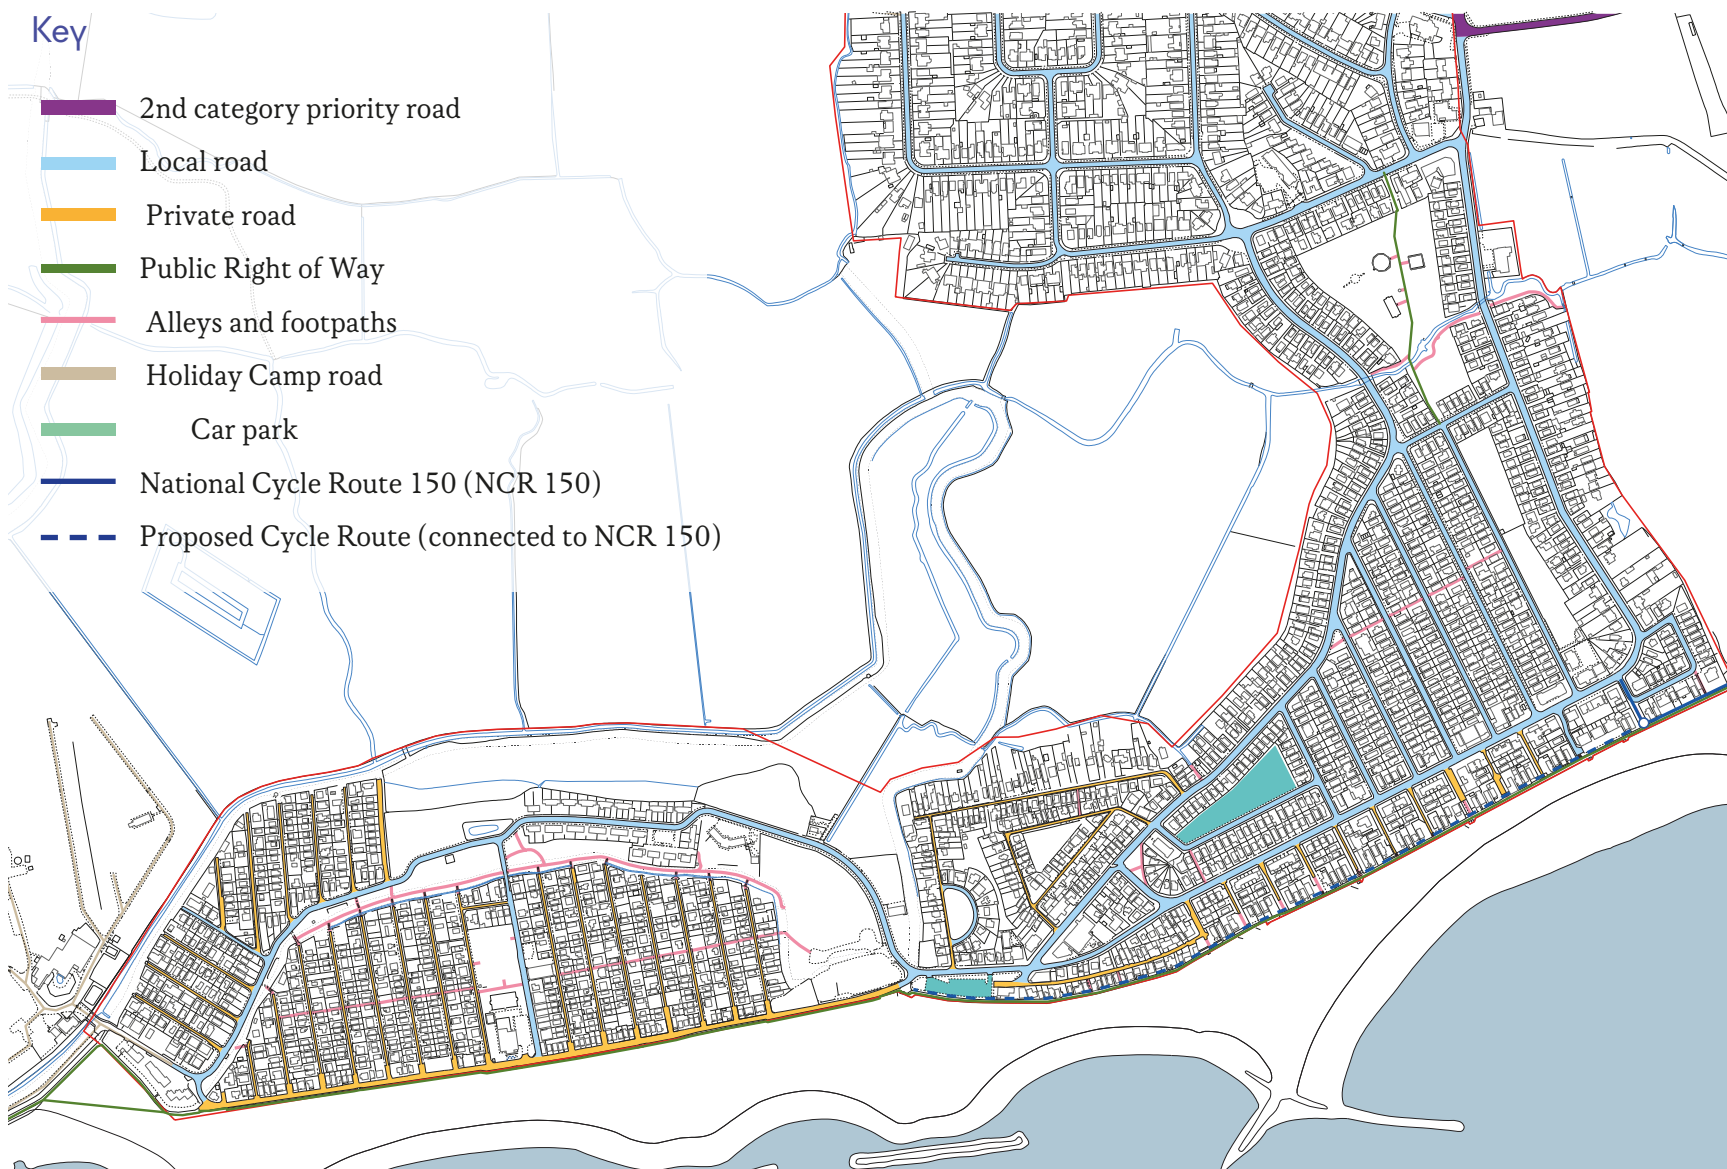 Key
2nd category priority road
Local road
Private road
Public Right of Way
Alleys and footpaths
Holiday Camp road
Car park
National Cycle Route 150 (NCR 150)
Proposed Cycle Route (connected to NCR 150)